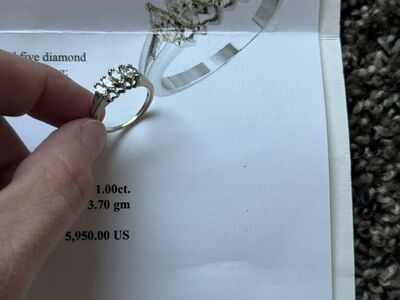 five diamond
1.00ct.
3.70 gm
5,950.00 US